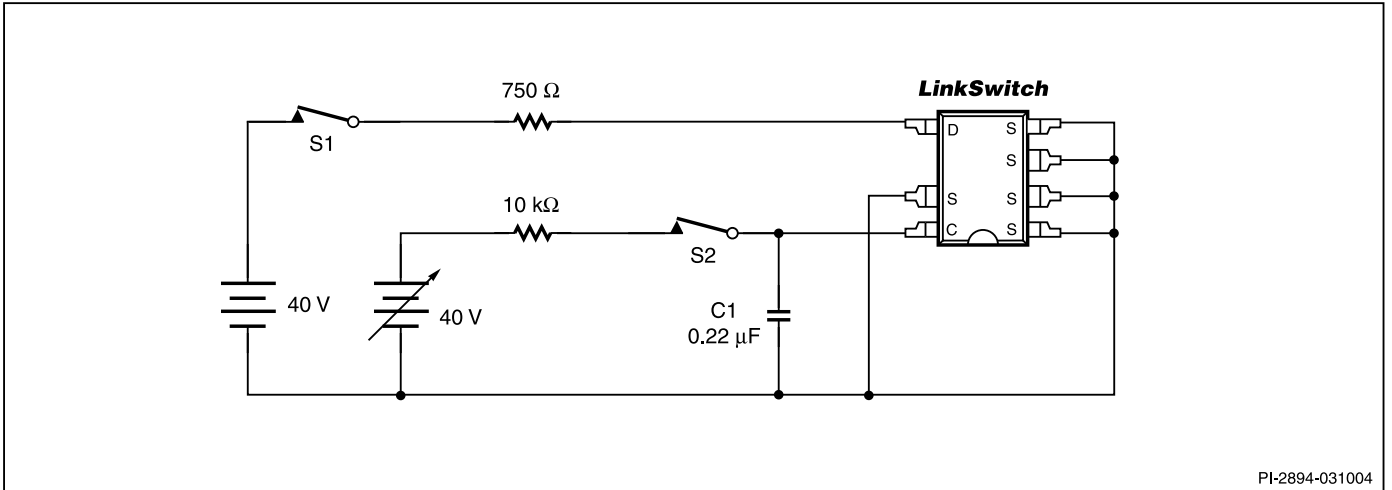 LinkSwitch
750 Ω
S1
D S
S
10 kΩ
S S
S2
C S
40 V
40 V
C1
0.22 μF
PI-2894-031004